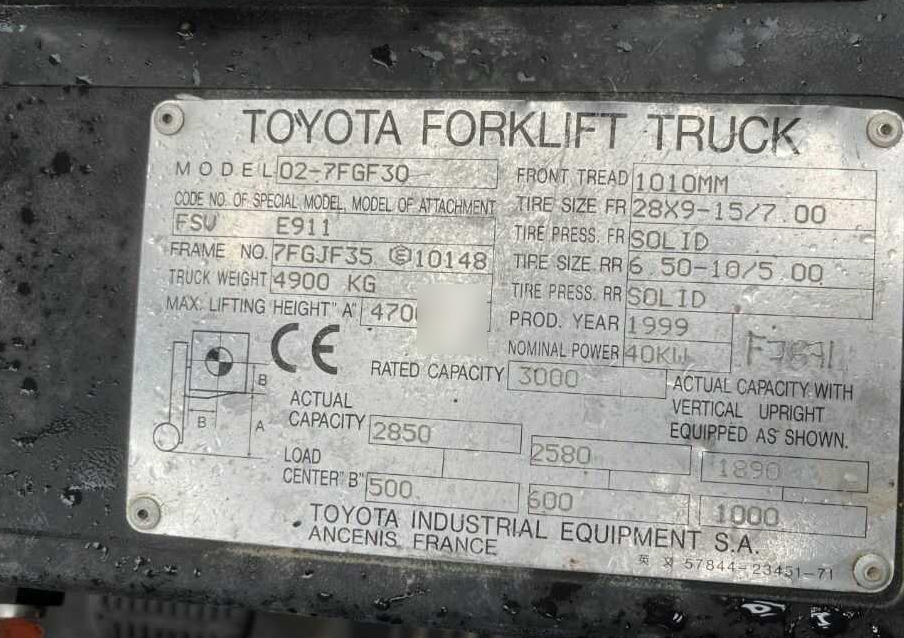 TOYOTA FORKLIFT TRUCK
MODEL 02-7FGF30
CODE NO. OF SPECIAL MODEL, MODEL OF ATTACHMENT
FSV E911
FRAME NO. 7FGJF35 Ⓔ10148
TRUCK WEIGHT 4900 KG
MAX. LIFTING HEIGHT" A" 470
FRONT TREAD 1010MM
TIRE SIZE FR 28X9-15/7.00
TIRE PRESS. FR SOLID
TIRE SIZE RR 6.50-10/5.00
TIRE PRESS. RR SOLID
PROD. YEAR 1999
NOMINAL POWER 40KW
CE
RATED CAPACITY 3000
ACTUAL CAPACITY WITH
VERTICAL UPRIGHT
EQUIPPED AS SHOWN.
B
B
A
ACTUAL
CAPACITY 2850 2580 1890
LOAD
CENTER" B" 500 600 1000
TOYOTA INDUSTRIAL EQUIPMENT S.A.
ANCENIS, FRANCE
英 57844-23451-71